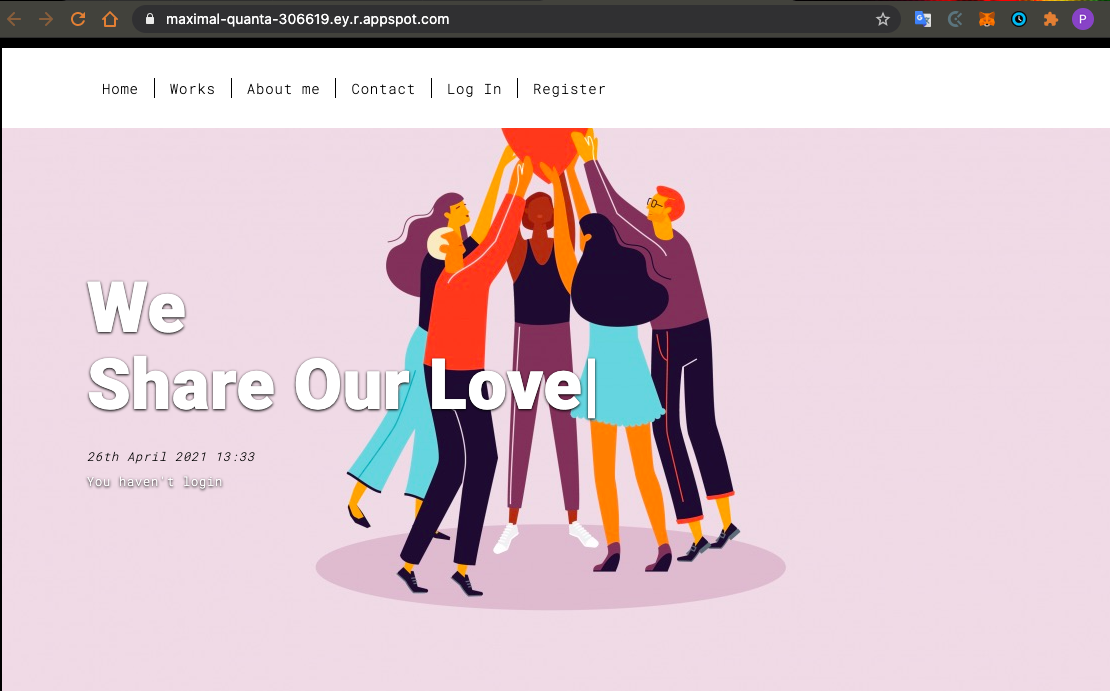 maximal-quanta-306619.ey.r.appspot.com
P
Home Works About me Contact Log In Register
We
Share Our Love|
26th April 2021 13:33
You haven't login